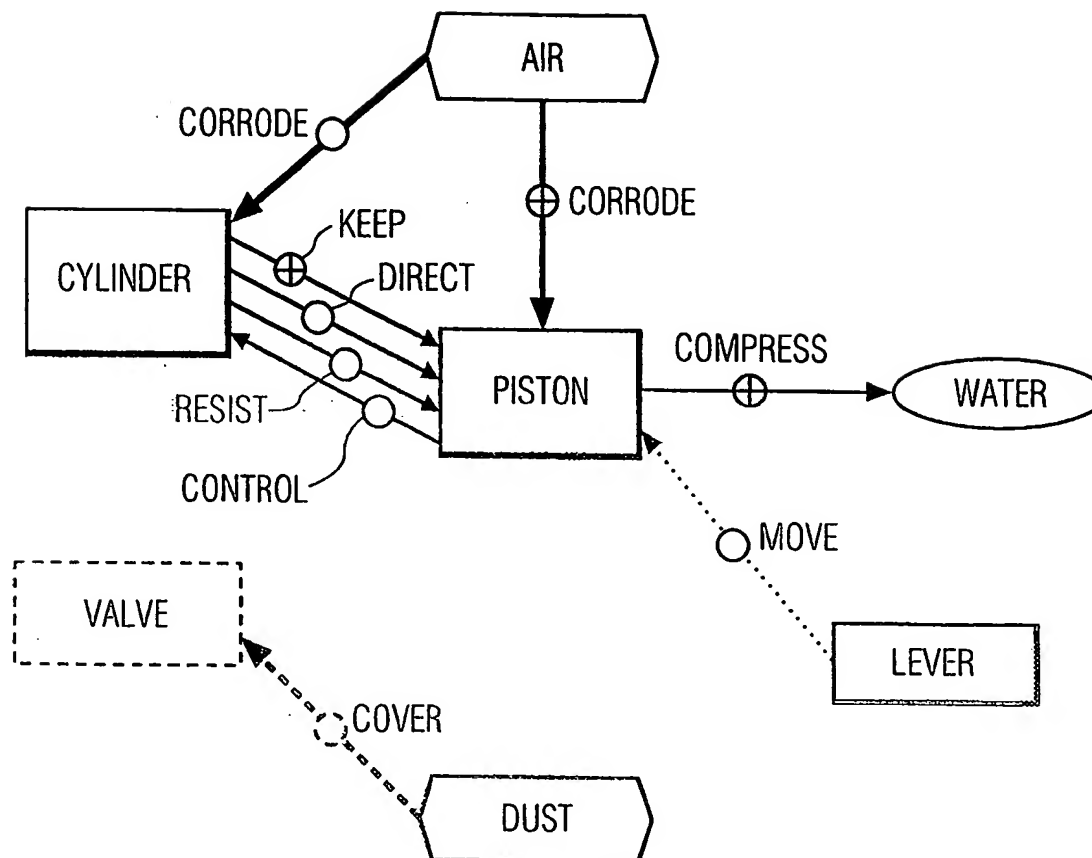 AIR
CORRODE
CORRODE
KEEP
CYLINDER
DIRECT
COMPRESS
PISTON
WATER
RESIST
CONTROL
MOVE
VALVE
LEVER
COVER
DUST